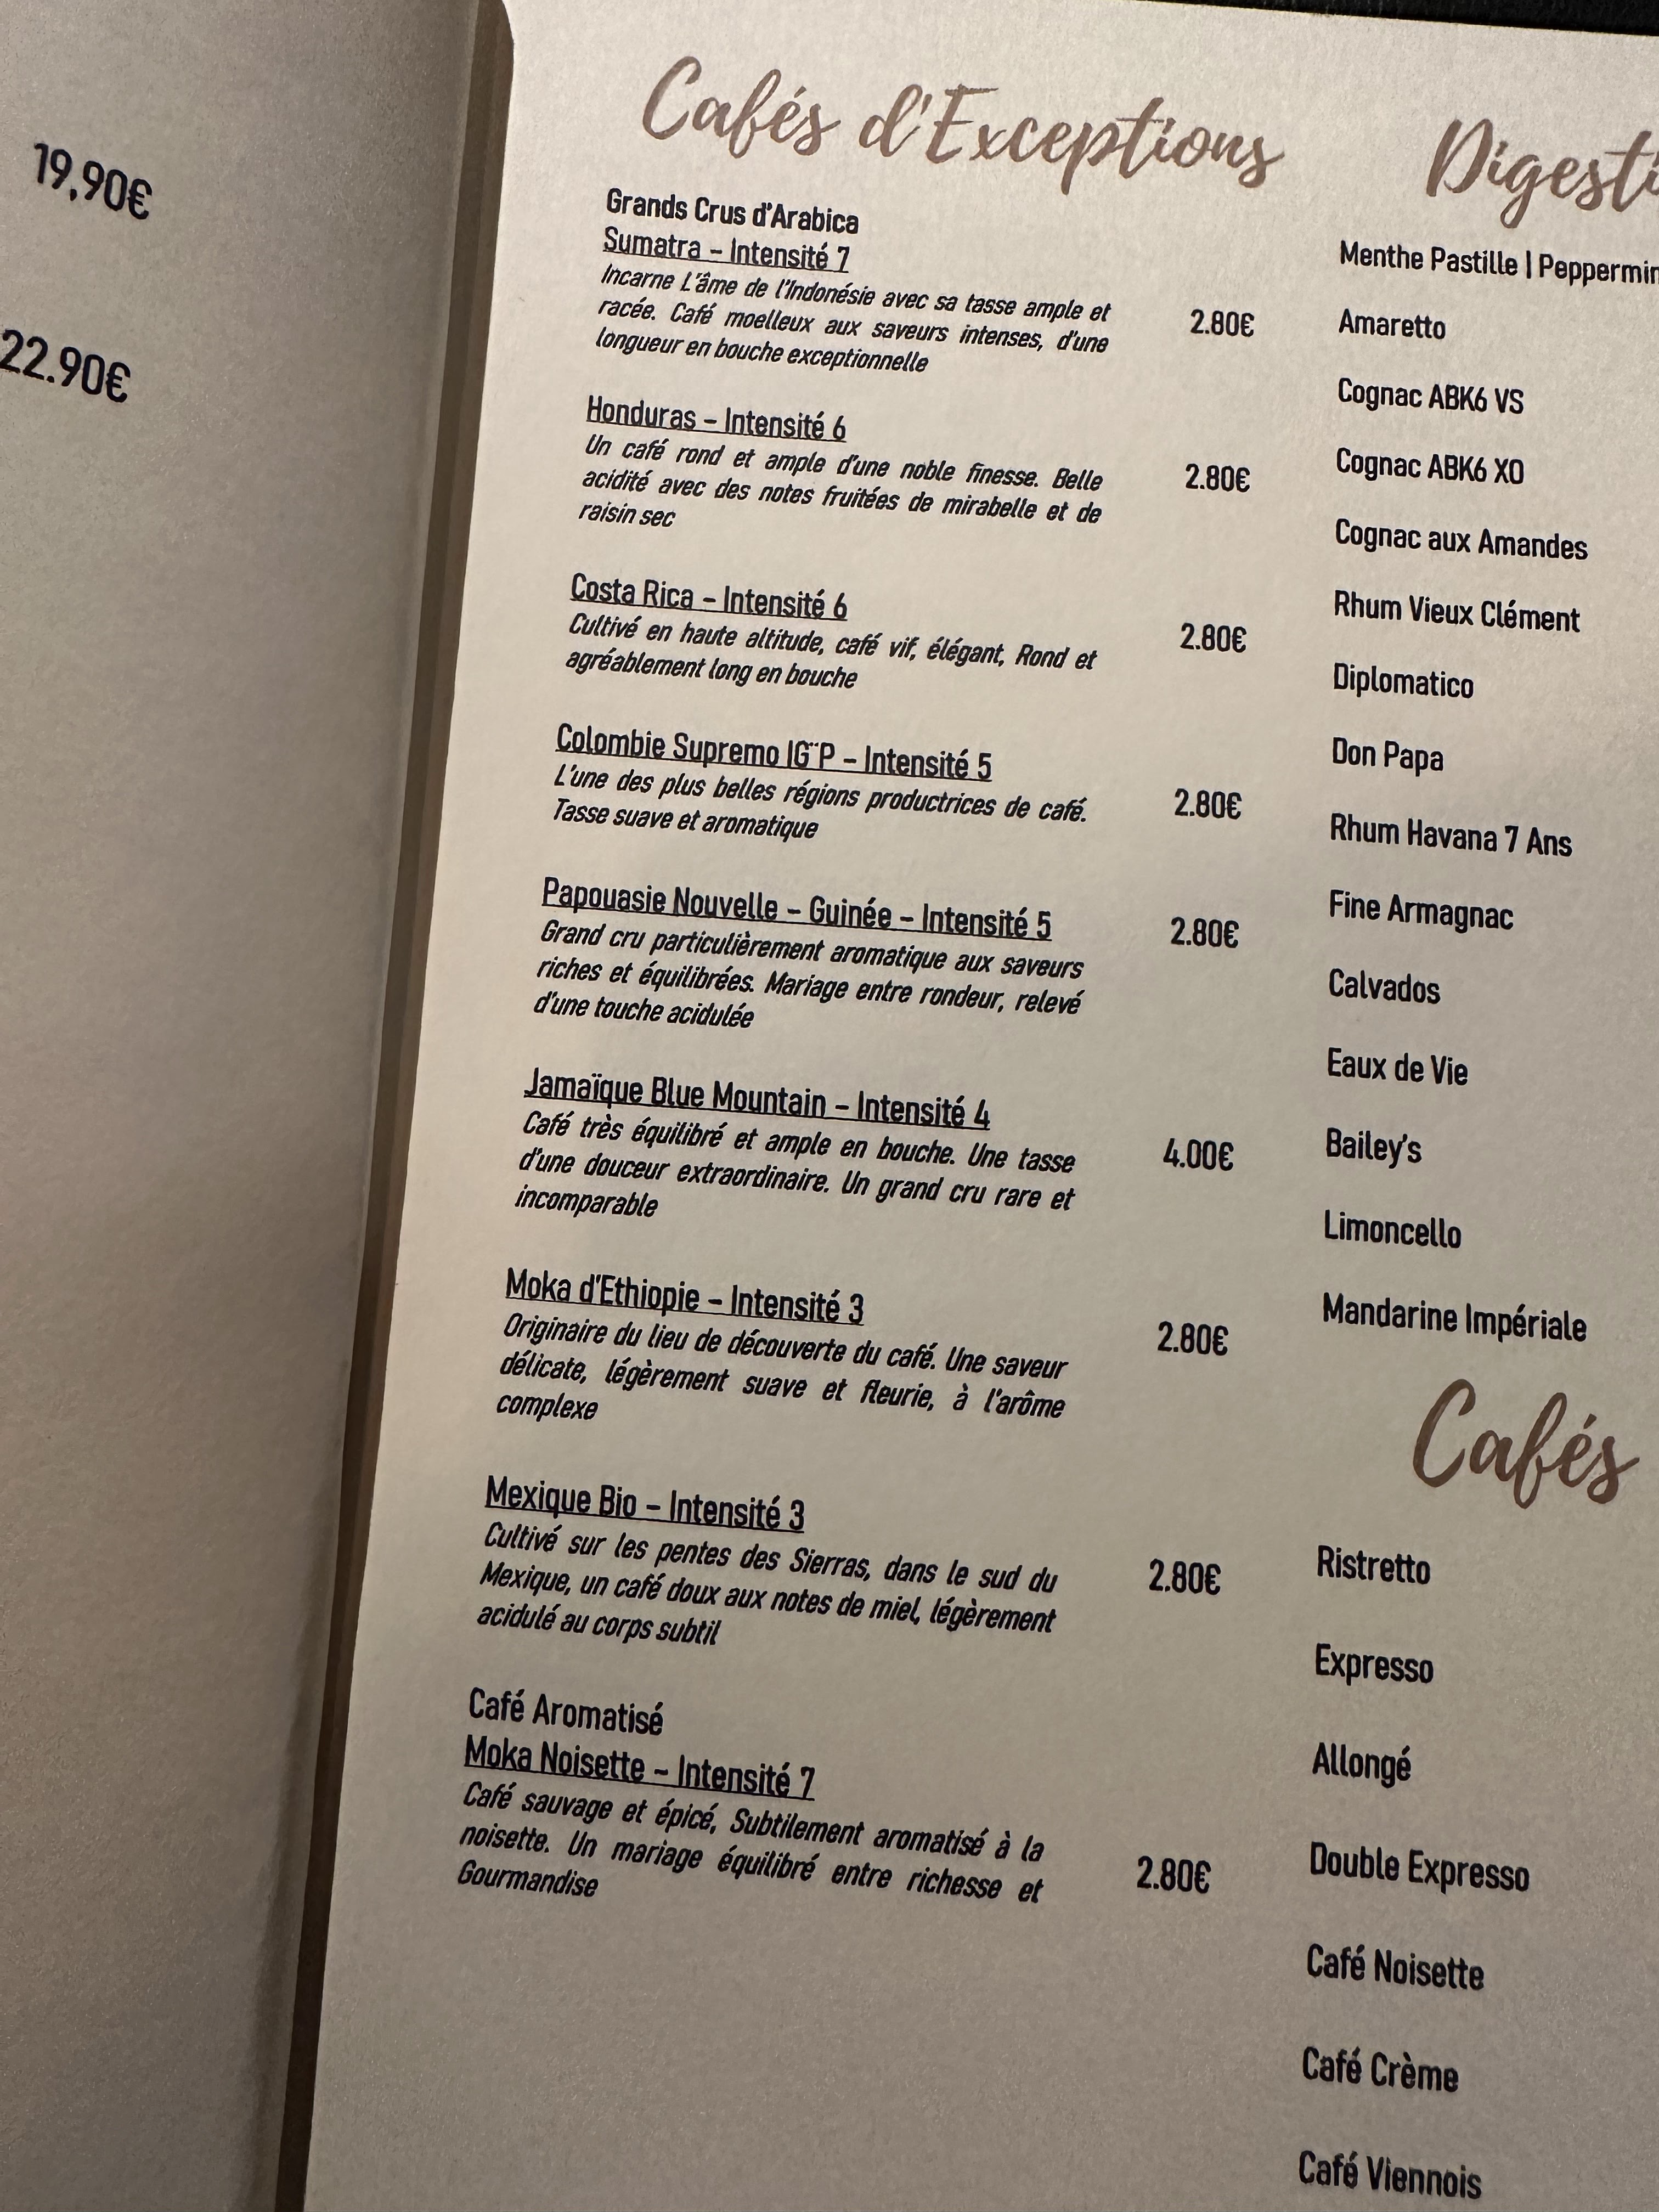 19,90€
22.90€
Cafés d'Exceptions
Grands Crus d'Arabica
Sumatra – Intensité 7
Incarne L'âme de l'Indonésie avec sa tasse ample et
racée. Café moelleux aux saveurs intenses, d'une
longueur en bouche exceptionnelle
2.80€
Honduras – Intensité 6
Un café rond et ample d'une noble finesse. Belle
acidité avec des notes fruitées de mirabelle et de
raisin sec
2.80€
Costa Rica – Intensité 6
Cultivé en haute altitude, café vif, élégant, Rond et
agréablement long en bouche
2.80€
Colombie Supremo IG¨P – Intensité 5
L'une des plus belles régions productrices de café.
Tasse suave et aromatique
2.80€
Papouasie Nouvelle – Guinée – Intensité 5
Grand cru particulièrement aromatique aux saveurs
riches et équilibrées. Mariage entre rondeur, relevé
d'une touche acidulée
2.80€
Jamaïque Blue Mountain – Intensité 4
Café très équilibré et ample en bouche. Une tasse
d'une douceur extraordinaire. Un grand cru rare et
incomparable
4.00€
Moka d'Ethiopie – Intensité 3
Originaire du lieu de découverte du café. Une saveur
délicate, légèrement suave et fleurie, à l'arôme
complexe
2.80€
Mexique Bio – Intensité 3
Cultivé sur les pentes des Sierras, dans le sud du
Mexique, un café doux aux notes de miel, légèrement
acidulé au corps subtil
2.80€
Café Aromatisé
Moka Noisette – Intensité 7
Café sauvage et épicé, Subtilement aromatisé à la
noisette. Un mariage équilibré entre richesse et
Gourmandise
2.80€
Digesti
Menthe Pastille | Peppermin
Amaretto
Cognac ABK6 VS
Cognac ABK6 XO
Cognac aux Amandes
Rhum Vieux Clément
Diplomatico
Don Papa
Rhum Havana 7 Ans
Fine Armagnac
Calvados
Eaux de Vie
Bailey's
Limoncello
Mandarine Impériale
Cafés
Ristretto
Expresso
Allongé
Double Expresso
Café Noisette
Café Crème
Café Viennois